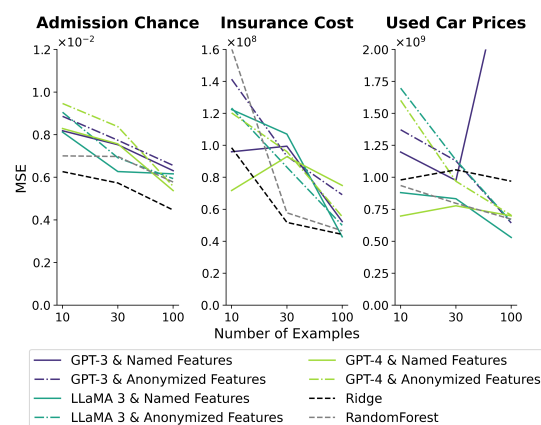 Admission Chance Insurance Cost Used Car Prices
×10⁻² ×10⁸ ×10⁹
1.2 1.6 2.00
1.0 1.4 1.75
0.8 1.2 1.50
0.6 1.0 1.25
0.4 0.8 1.00
0.2 0.6 0.75
0.0 0.4 0.50
0.2 0.25
0.0 0.00
MSE
10 30 100 10 30 100 10 30 100
Number of Examples
GPT-3 & Named Features
GPT-3 & Anonymized Features
LLaMA 3 & Named Features
LLaMA 3 & Anonymized Features
GPT-4 & Named Features
GPT-4 & Anonymized Features
Ridge
RandomForest